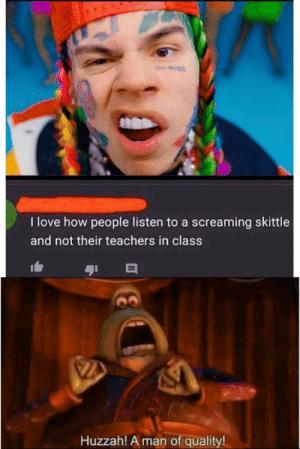 I love how people listen to a screaming skittle
and not their teachers in class
Huzzah! A man of quality!